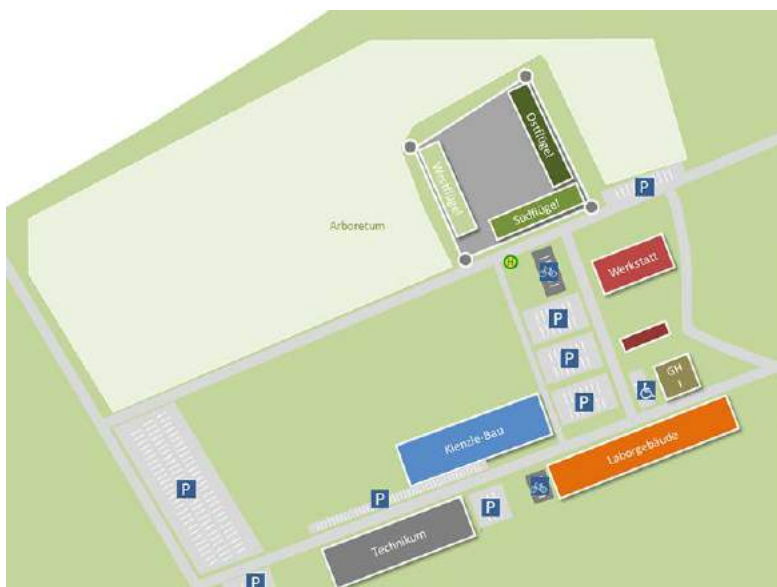 Ostflügel
Westflügel
P
Südflügel
Arboretum
H
Werkstatt
P
P
GH
I
P
Kienzle-Bau
Laborgebäude
P
P
P
Technikum
P